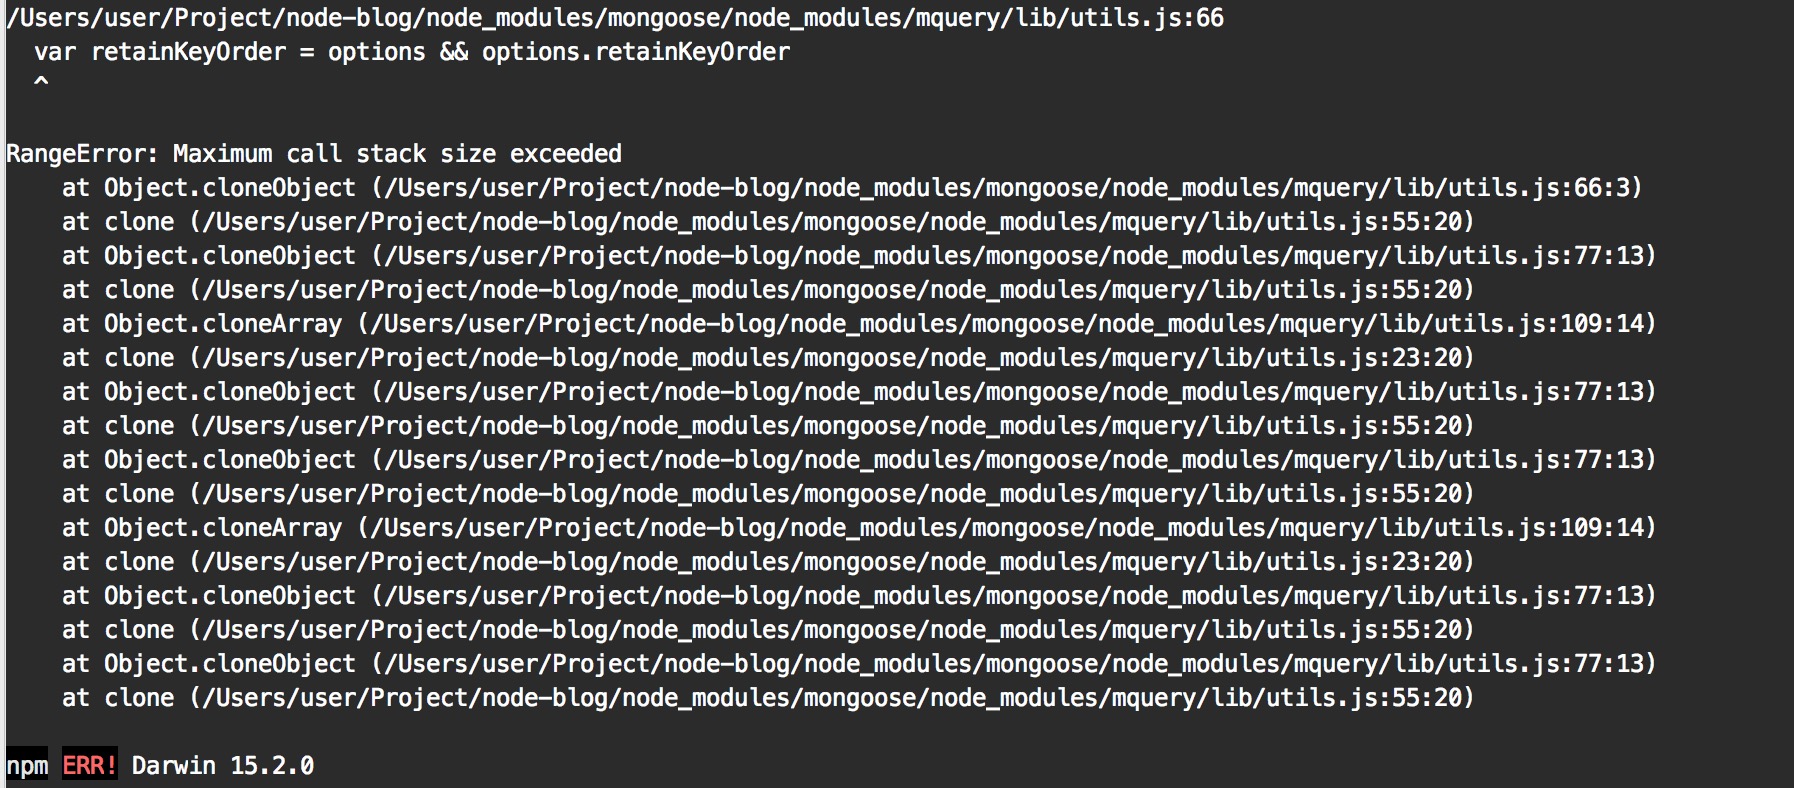 /Users/user/Project/node-blog/node_modules/mongoose/node_modules/mquery/lib/utils.js:66
  var retainKeyOrder = options && options.retainKeyOrder
  ^
RangeError: Maximum call stack size exceeded
    at Object.cloneObject (/Users/user/Project/node-blog/node_modules/mongoose/node_modules/mquery/lib/utils.js:66:3)
    at clone (/Users/user/Project/node-blog/node_modules/mongoose/node_modules/mquery/lib/utils.js:55:20)
    at Object.cloneObject (/Users/user/Project/node-blog/node_modules/mongoose/node_modules/mquery/lib/utils.js:77:13)
    at clone (/Users/user/Project/node-blog/node_modules/mongoose/node_modules/mquery/lib/utils.js:55:20)
    at Object.cloneArray (/Users/user/Project/node-blog/node_modules/mongoose/node_modules/mquery/lib/utils.js:109:14)
    at clone (/Users/user/Project/node-blog/node_modules/mongoose/node_modules/mquery/lib/utils.js:23:20)
    at Object.cloneObject (/Users/user/Project/node-blog/node_modules/mongoose/node_modules/mquery/lib/utils.js:77:13)
    at clone (/Users/user/Project/node-blog/node_modules/mongoose/node_modules/mquery/lib/utils.js:55:20)
    at Object.cloneObject (/Users/user/Project/node-blog/node_modules/mongoose/node_modules/mquery/lib/utils.js:77:13)
    at clone (/Users/user/Project/node-blog/node_modules/mongoose/node_modules/mquery/lib/utils.js:55:20)
    at Object.cloneArray (/Users/user/Project/node-blog/node_modules/mongoose/node_modules/mquery/lib/utils.js:109:14)
    at clone (/Users/user/Project/node-blog/node_modules/mongoose/node_modules/mquery/lib/utils.js:23:20)
    at Object.cloneObject (/Users/user/Project/node-blog/node_modules/mongoose/node_modules/mquery/lib/utils.js:77:13)
    at clone (/Users/user/Project/node-blog/node_modules/mongoose/node_modules/mquery/lib/utils.js:55:20)
    at Object.cloneObject (/Users/user/Project/node-blog/node_modules/mongoose/node_modules/mquery/lib/utils.js:77:13)
    at clone (/Users/user/Project/node-blog/node_modules/mongoose/node_modules/mquery/lib/utils.js:55:20)
npm ERR! Darwin 15.2.0